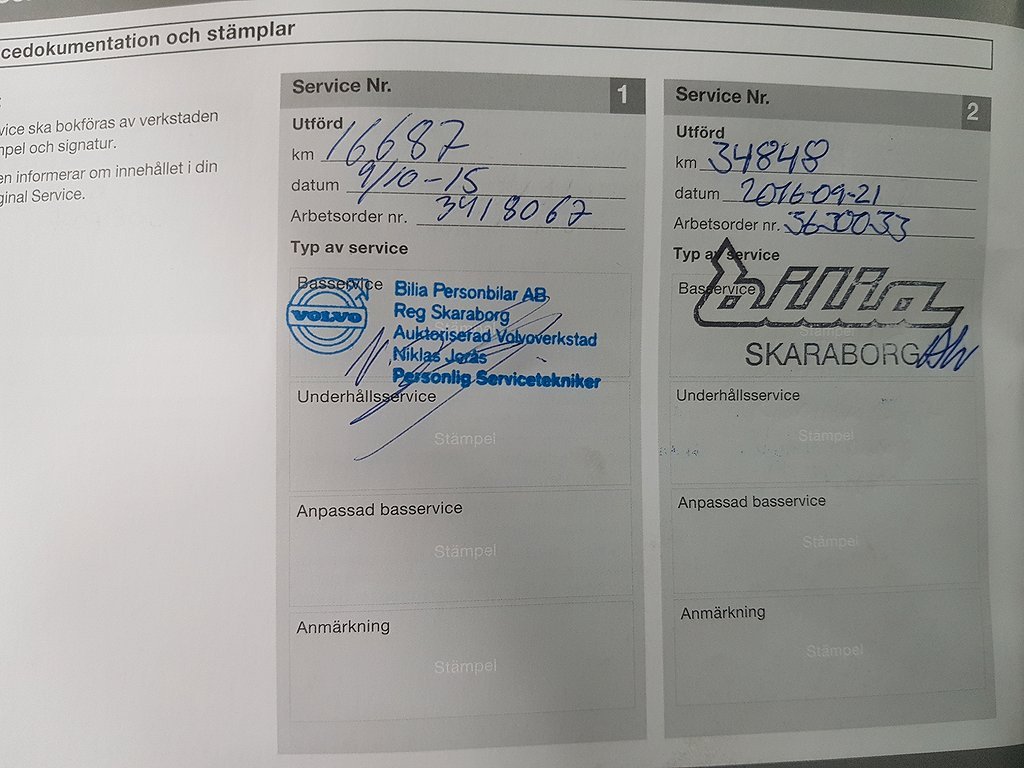 cedokumentation och stämplar
vice ska bokföras av verkstaden
mpel och signatur.
en informerar om innehållet i din
ginal Service.
Service Nr. 1
Utförd
km 16687
datum 9/10-15
Arbetsorder nr. 3418067
Typ av service
Basservice
VOLVO
Bilia Personbilar AB
Reg Skaraborg
Auktoriserad Volvoverkstad
Niklas Jorås
Personlig Servicetekniker
Underhållsservice
Stämpel
Anpassad basservice
Stämpel
Anmärkning
Stämpel
Service Nr. 2
Utförd
km 34848
datum 2016-09-21
Arbetsorder nr. 3630033
Typ av service
Basservice
bilia
SKARABORG
Underhållsservice
Stämpel
Anpassad basservice
Stämpel
Anmärkning
Stämpel